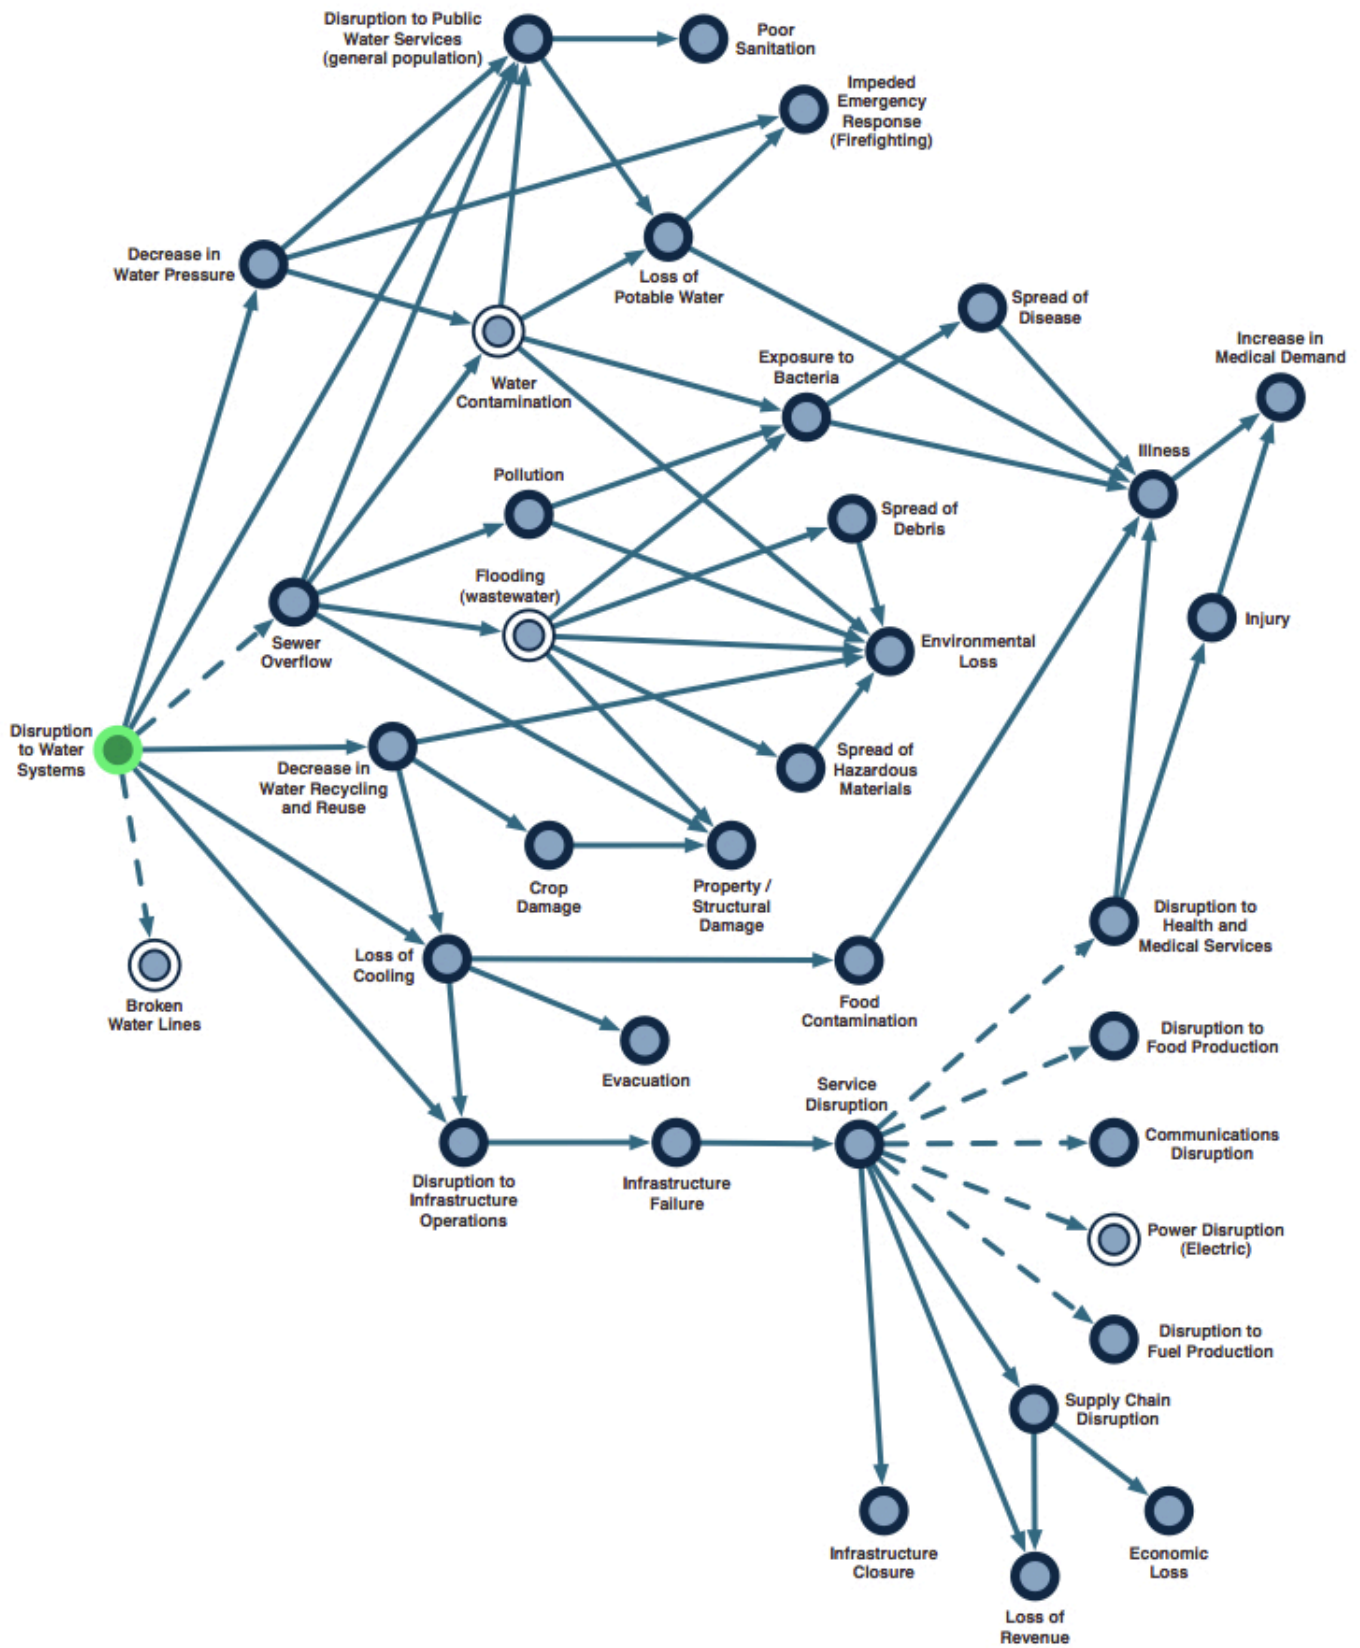 Disruption to Public
Water Services
(general population)
Poor
Sanitation
Impeded
Emergency
Response
(Firefighting)
Decrease in
Water Pressure
Loss of
Potable Water
Spread of
Disease
Increase in
Medical Demand
Exposure to
Bacteria
Water
Contamination
Illness
Pollution
Spread of
Debris
Flooding
(wastewater)
Injury
Sewer
Overflow
Environmental
Loss
Disruption
to Water
Systems
Decrease in
Water Recycling
and Reuse
Spread of
Hazardous
Materials
Crop
Damage
Property /
Structural
Damage
Disruption to
Health and
Medical Services
Loss of
Cooling
Broken
Water Lines
Food
Contamination
Disruption to
Food Production
Evacuation
Service
Disruption
Communications
Disruption
Disruption to
Infrastructure
Operations
Infrastructure
Failure
Power Disruption
(Electric)
Disruption to
Fuel Production
Supply Chain
Disruption
Infrastructure
Closure
Economic
Loss
Loss of
Revenue